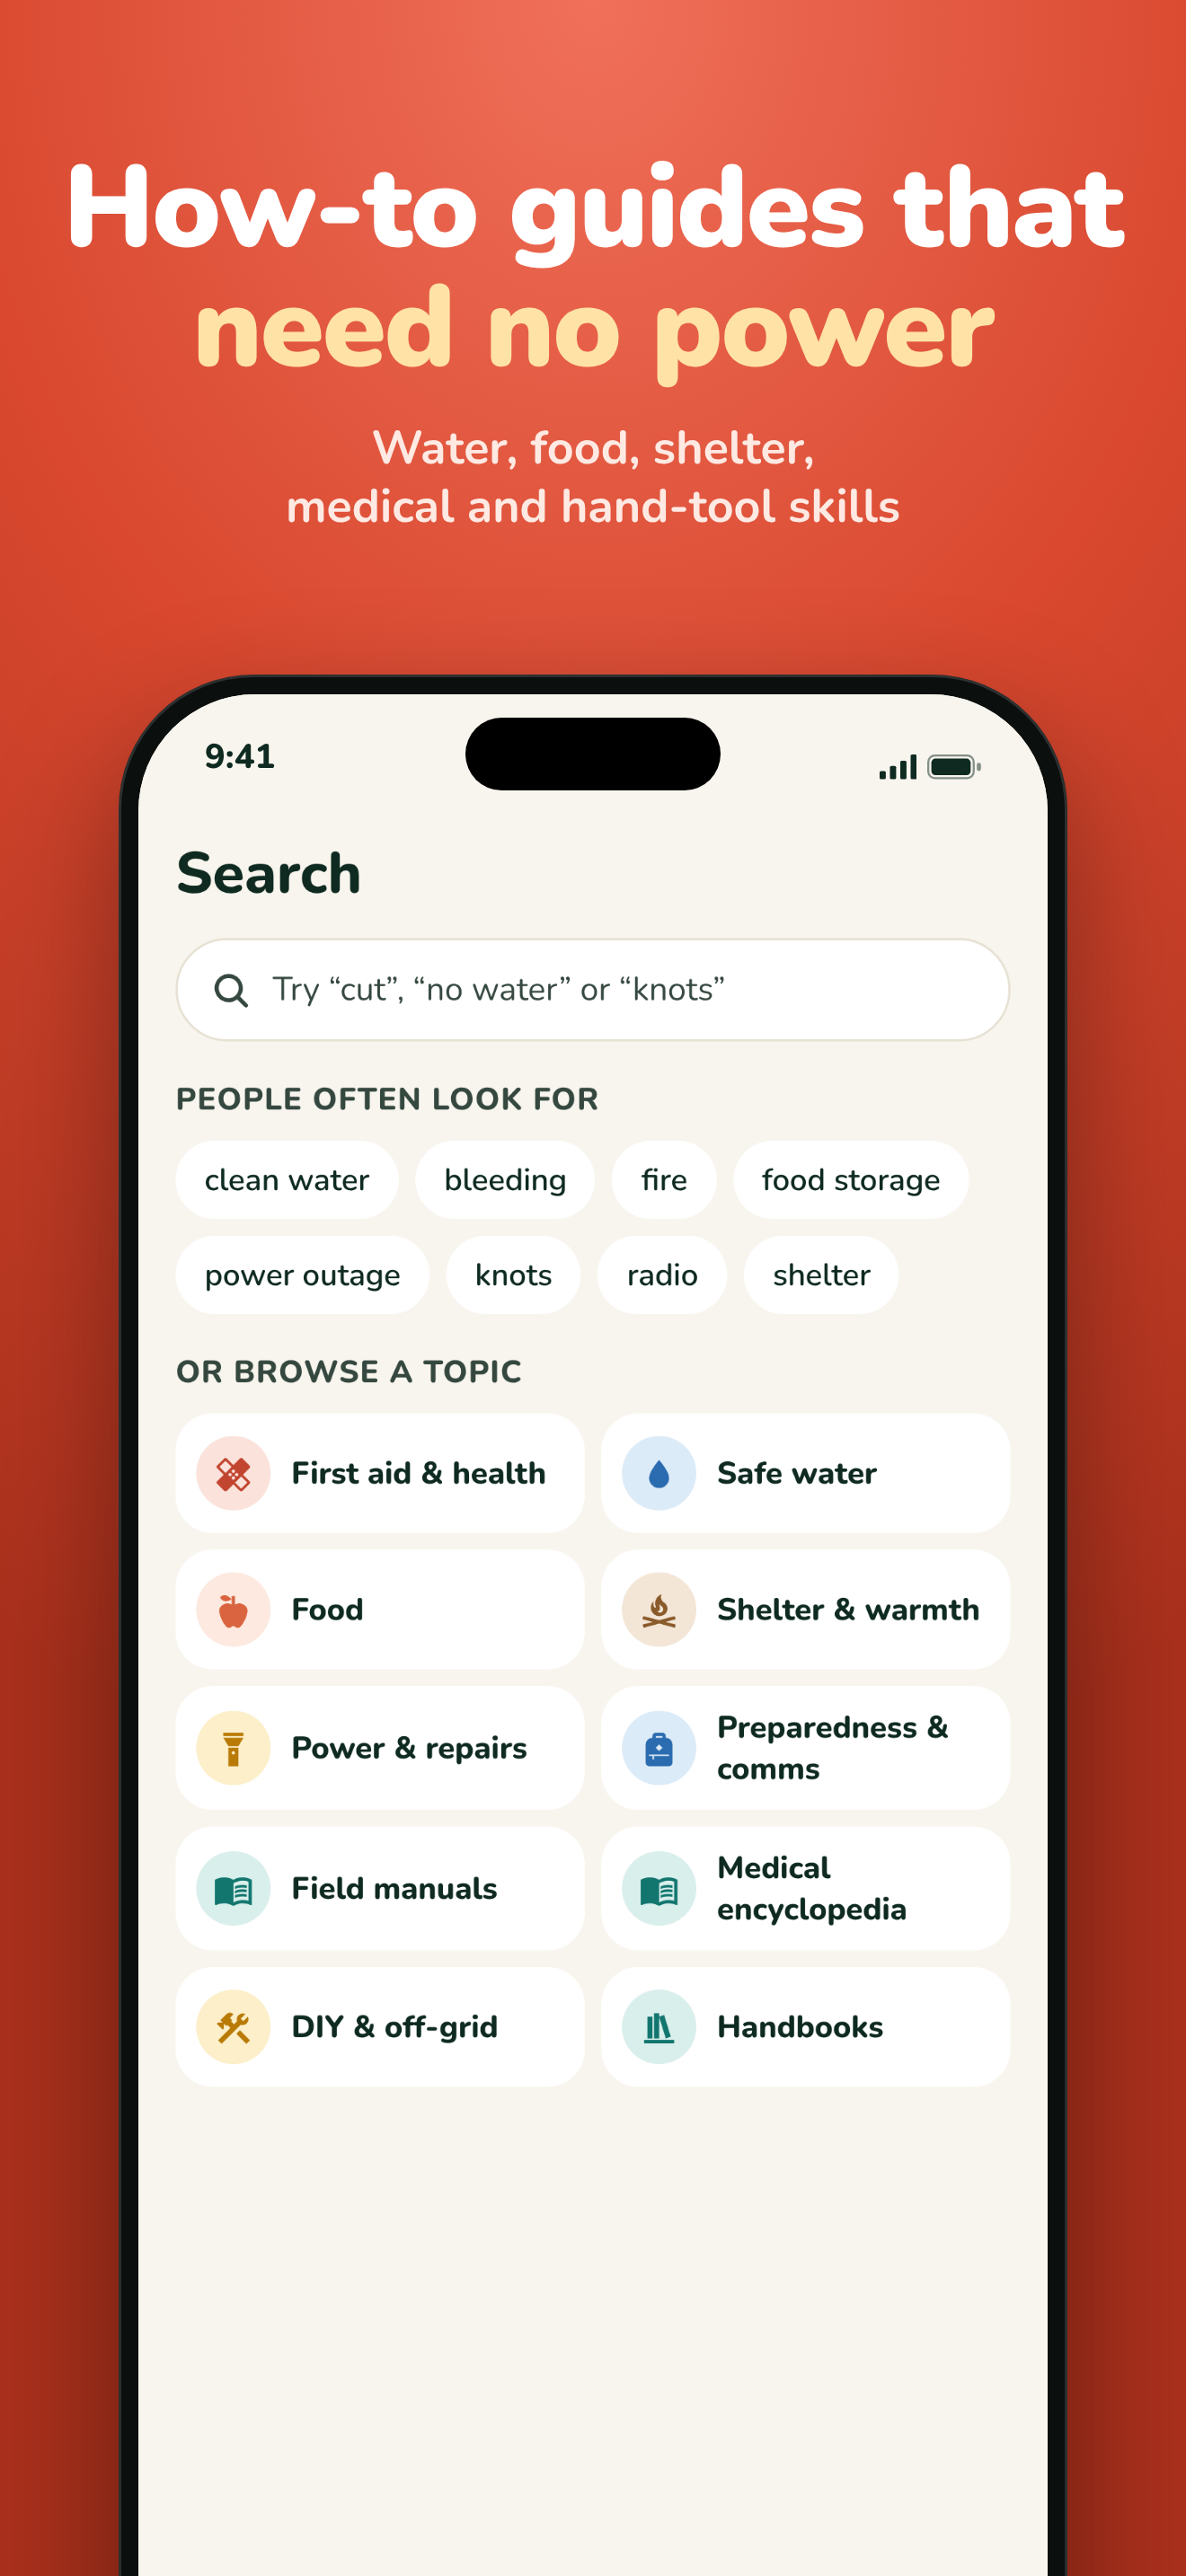 How-to guides that
need no power
Water, food, shelter,
medical and hand-tool skills
9:41
Search
Try “cut”, “no water” or “knots”
PEOPLE OFTEN LOOK FOR
clean water
bleeding
fire
food storage
power outage
knots
radio
shelter
OR BROWSE A TOPIC
First aid & health
Safe water
Food
Shelter & warmth
Power & repairs
Preparedness &
comms
Field manuals
Medical
encyclopedia
DIY & off-grid
Handbooks